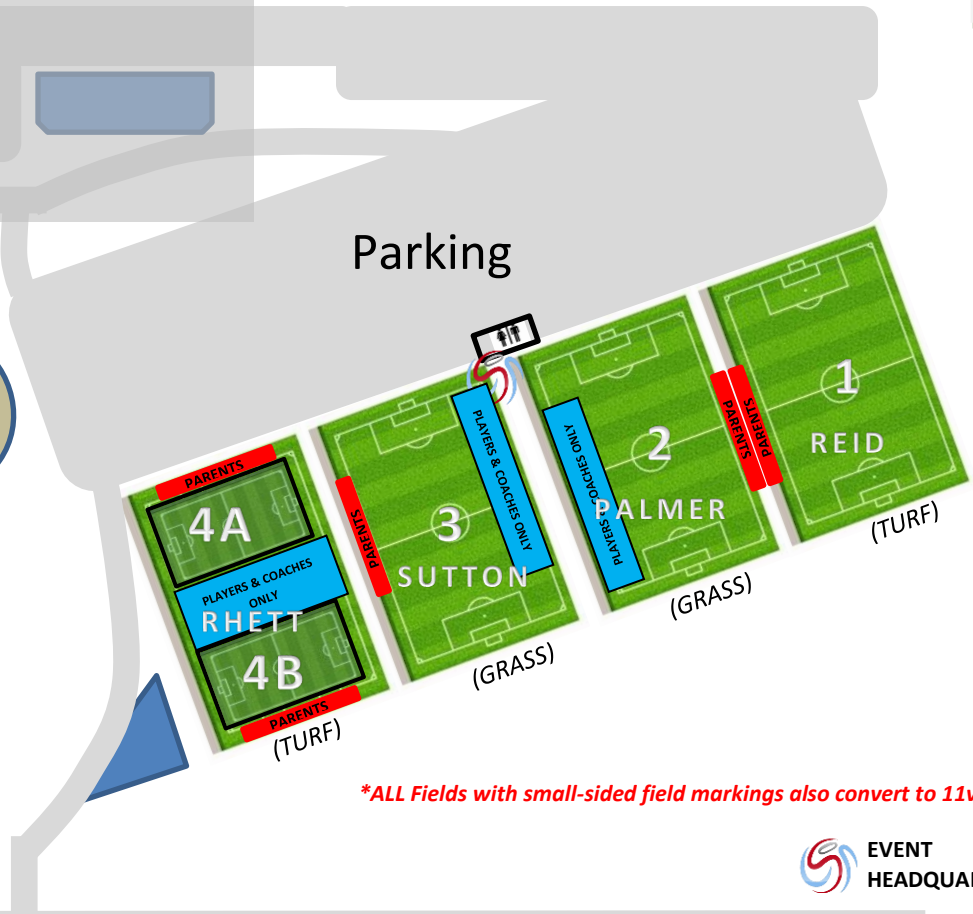 Parking
1
REID
(TURF)
PARENTS
PARENTS
2
PALMER
PLAYERS & COACHES ONLY
(GRASS)
PLAYERS & COACHES ONLY
3
SUTTON
PARENTS
(GRASS)
PARENTS
4A
PLAYERS & COACHES
ONLY
RHETT
4B
PARENTS
(TURF)
*ALL Fields with small-sided field markings also convert to 11v
EVENT
HEADQUA